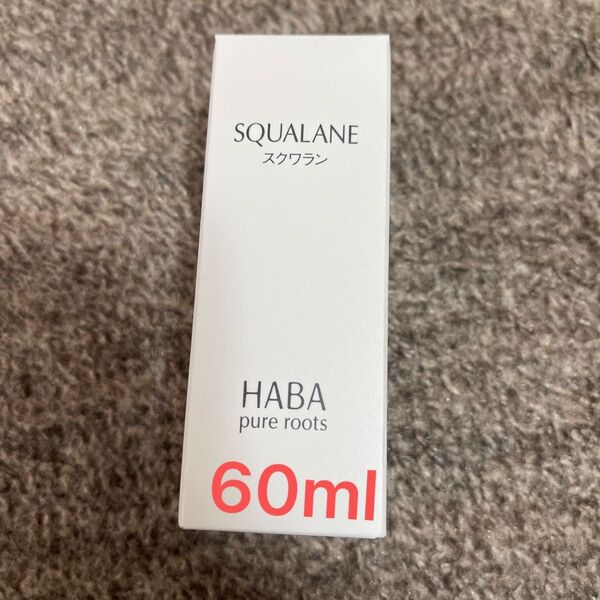 SQUALANE
スクワラン
HABA
pure roots
60ml